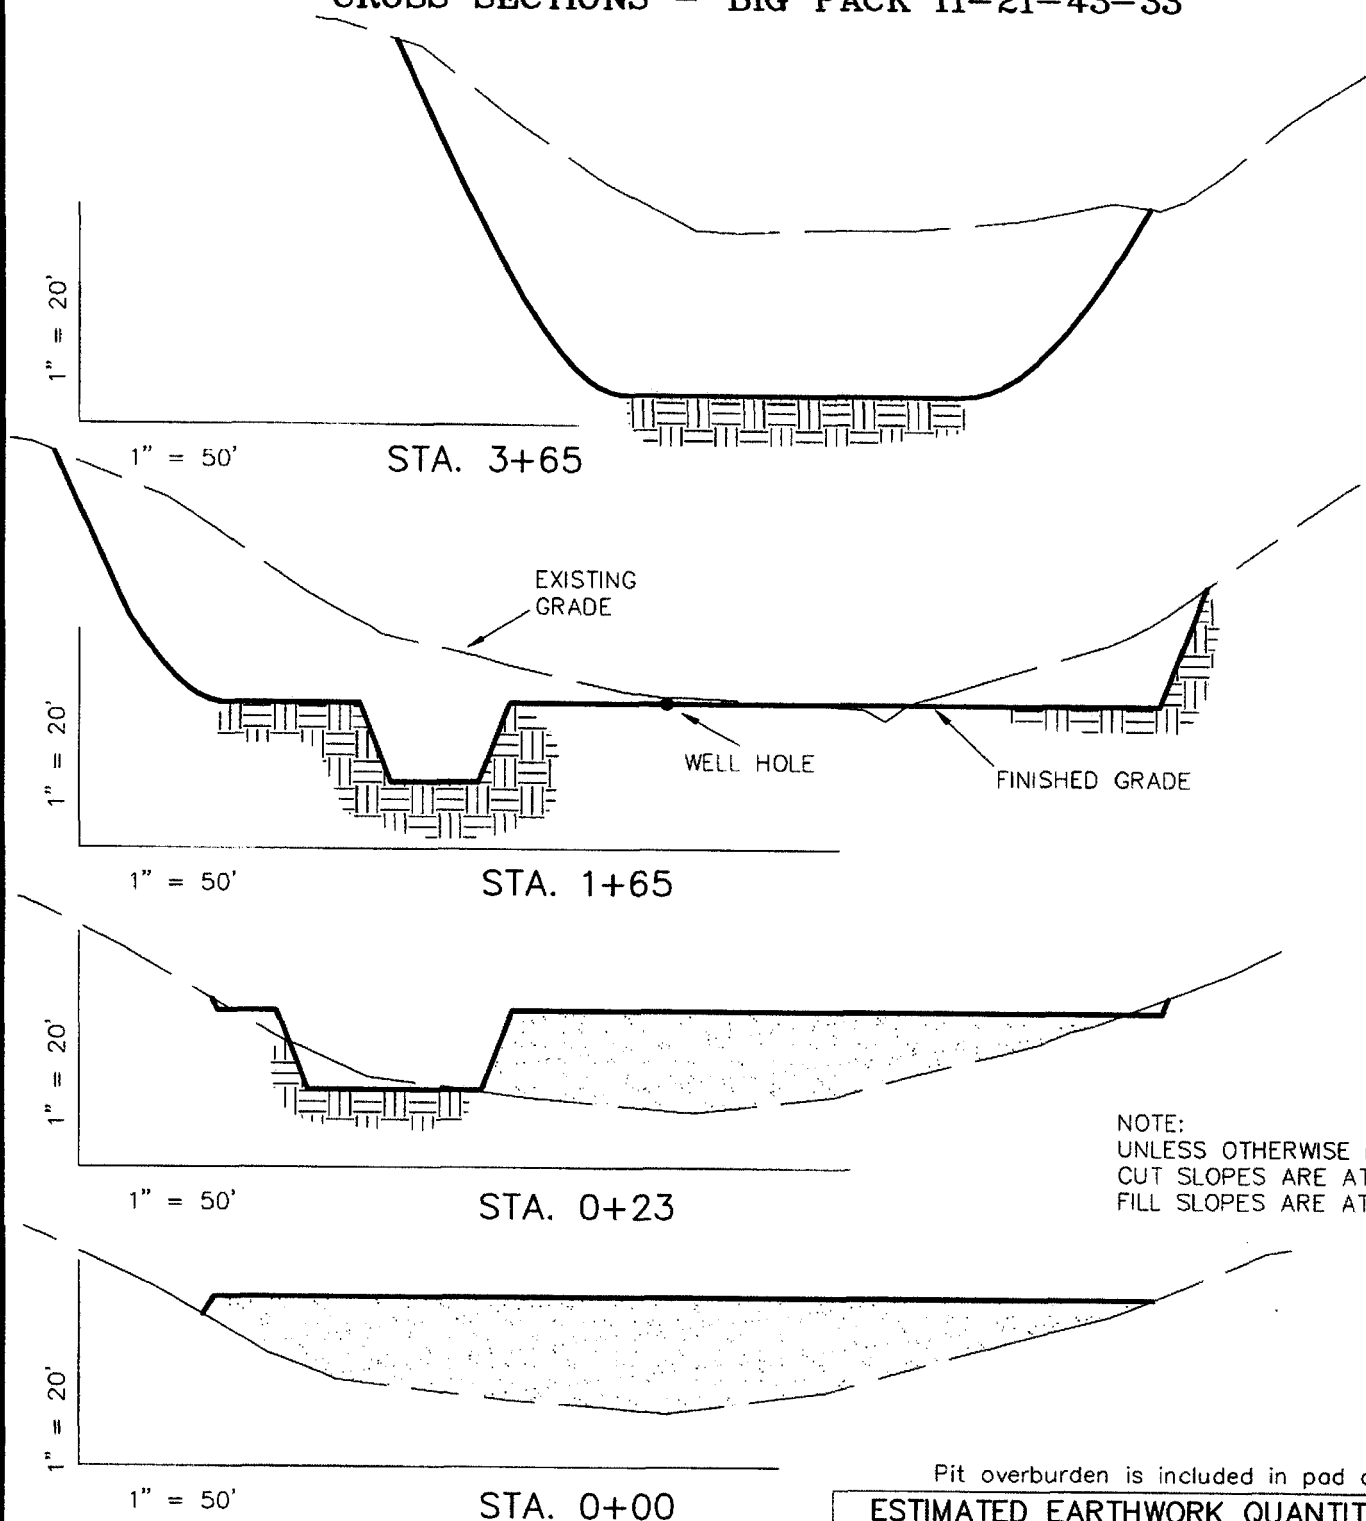 CROSS SECTIONS - BIG PACK 11-21-43-33
1" = 20'
1" = 50'
STA. 3+65
EXISTING
GRADE
1" = 20'
WELL HOLE
FINISHED GRADE
1" = 50'
STA. 1+65
1" = 20'
NOTE:
UNLESS OTHERWISE
CUT SLOPES ARE AT
FILL SLOPES ARE AT
1" = 50'
STA. 0+23
1" = 20'
Pit overburden is included in pad
1" = 50'
STA. 0+00
ESTIMATED EARTHWORK